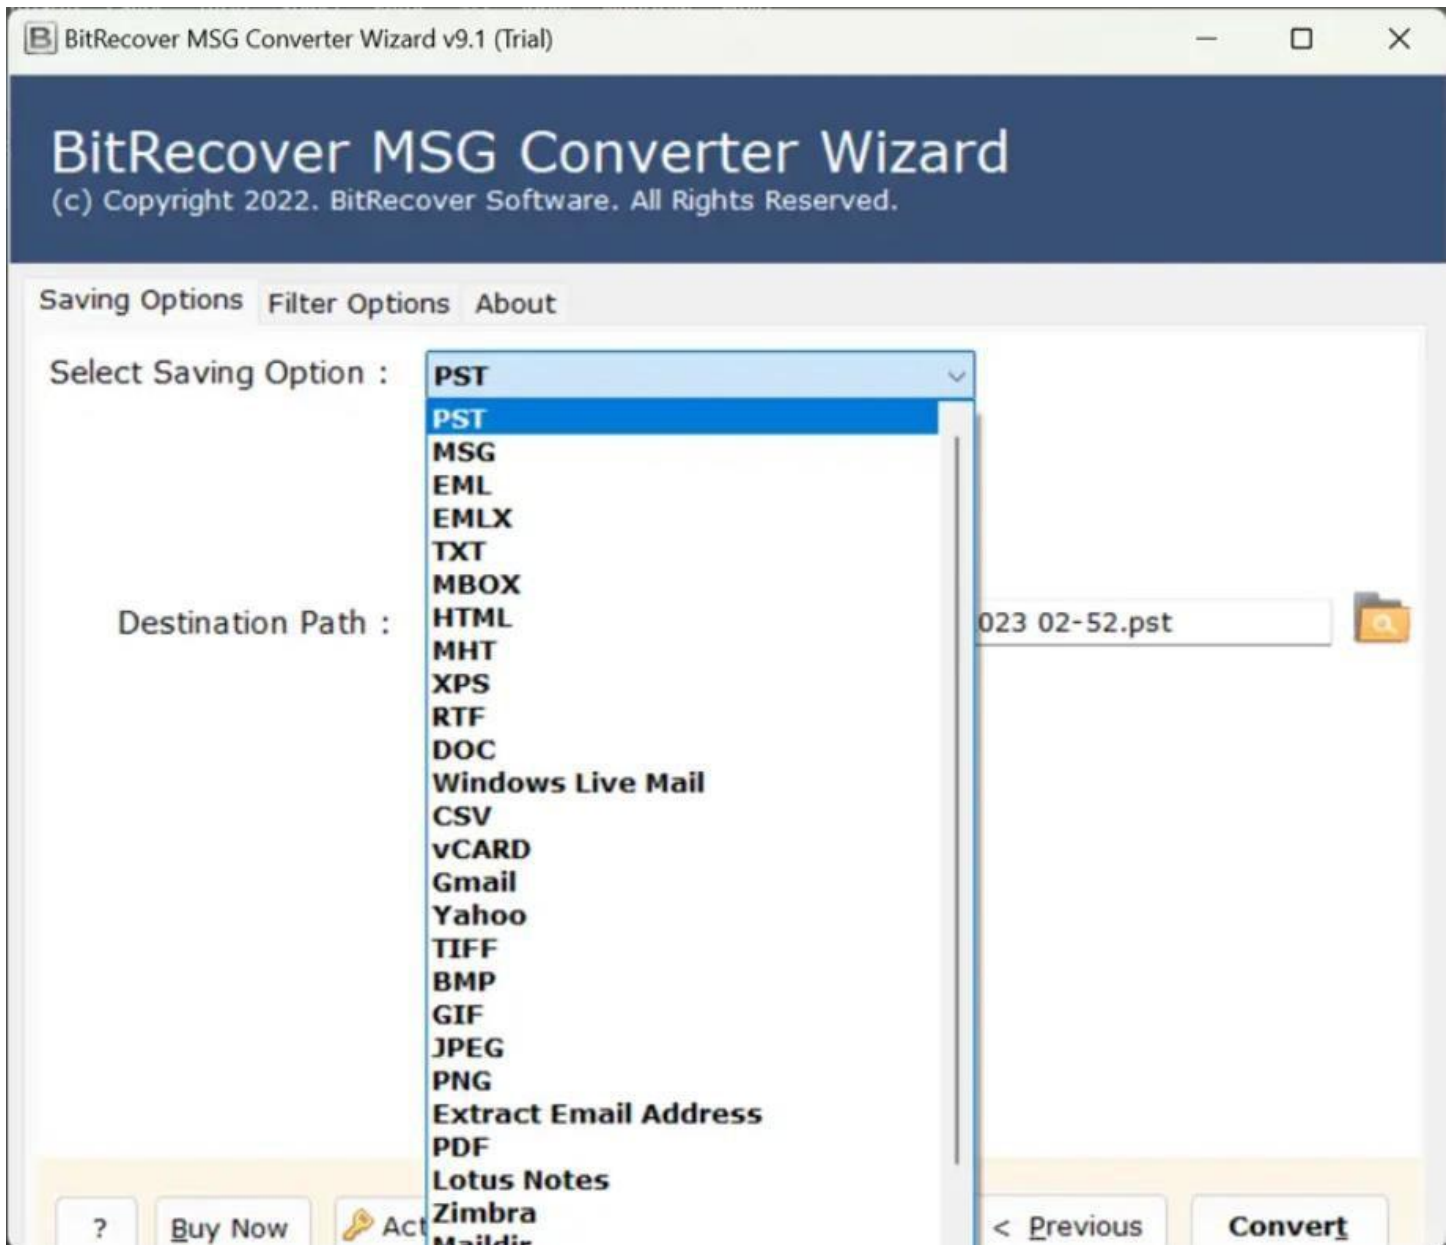 BitRecover MSG Converter Wizard v9.1 (Trial)
BitRecover MSG Converter Wizard
(c) Copyright 2022. BitRecover Software. All Rights Reserved.
Saving Options Filter Options About
Select Saving Option : PST
PST
MSG
EML
EMLX
TXT
MBOX
HTML
Destination Path : 023 02-52.pst
MHT
XPS
RTF
DOC
Windows Live Mail
CSV
vCARD
Gmail
Yahoo
TIFF
BMP
GIF
JPEG
PNG
Extract Email Address
PDF
Lotus Notes
Zimbra
Maildir
? Buy Now Act < Previous Convert